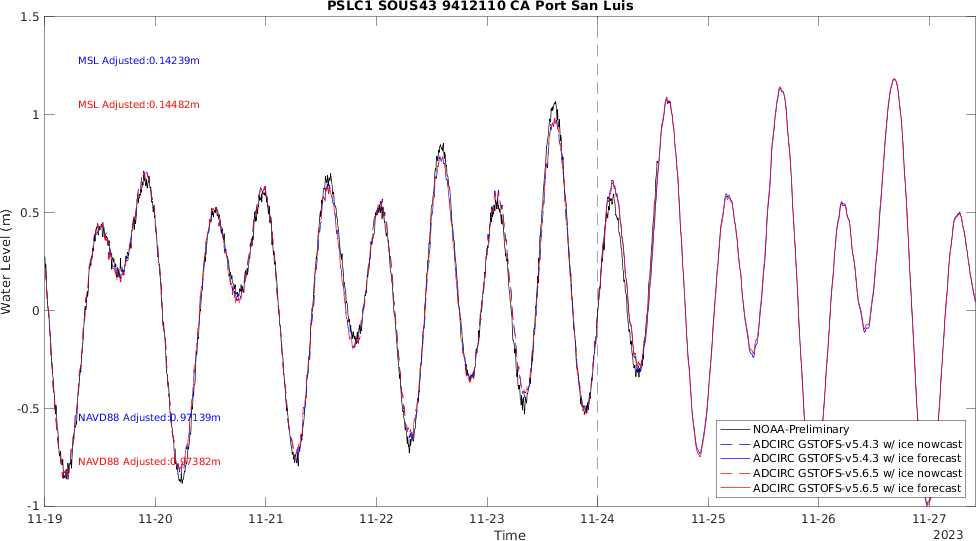 PSLC1 SOUS43 9412110 CA Port San Luis
1.5
MSL Adjusted:0.14239m
MSL Adjusted:0.14482m
1
0.5
Water Level (m)
0
-0.5
NAVD88 Adjusted:0.97139m
NAVD88 Adjusted:0.97382m
-1
NOAA-Preliminary
ADCIRC GSTOFS-v5.4.3 w/ ice nowcast
ADCIRC GSTOFS-v5.4.3 w/ ice forecast
ADCIRC GSTOFS-v5.6.5 w/ ice nowcast
ADCIRC GSTOFS-v5.6.5 w/ ice forecast
11-19 11-20 11-21 11-22 11-23 11-24 11-25 11-26 11-27
Time
2023